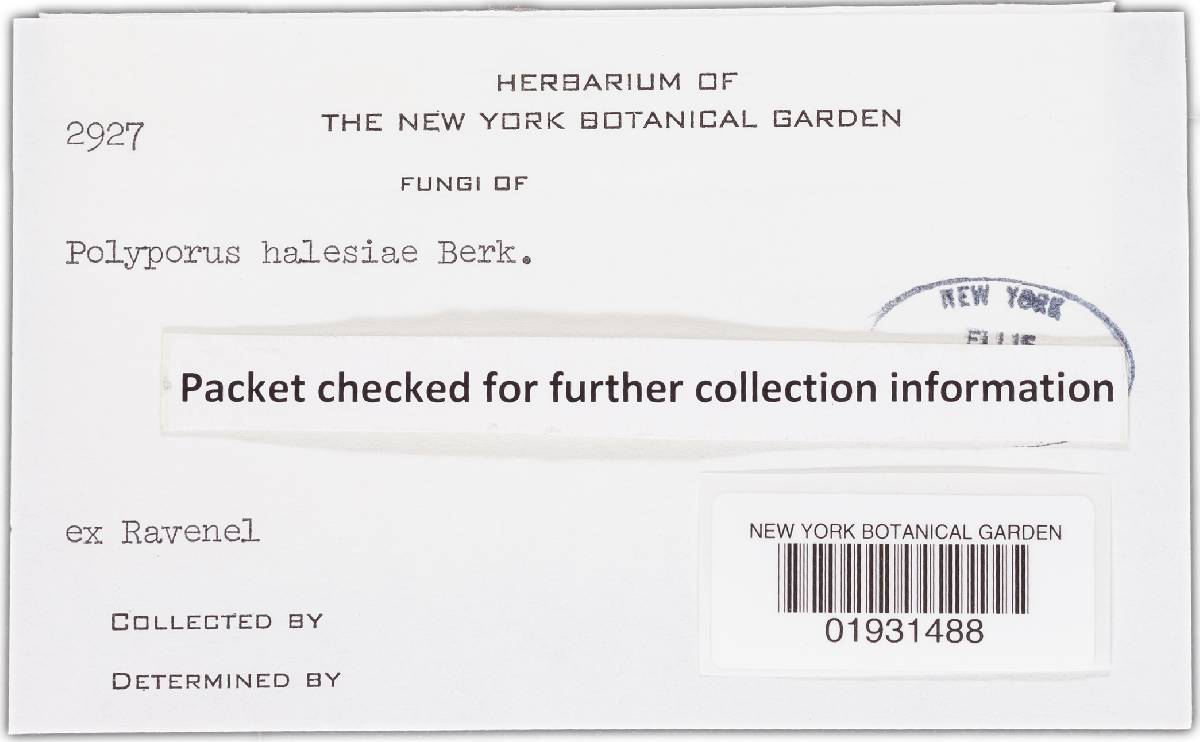 HERBARIUM OF
THE NEW YORK BOTANICAL GARDEN
2927
FUNGI OF
Polyporus halesiae Berk.
NEW YORK
ELLIS
Packet checked for further collection information
ex Ravenel
NEW YORK BOTANICAL GARDEN
01931488
COLLECTED BY
DETERMINED BY